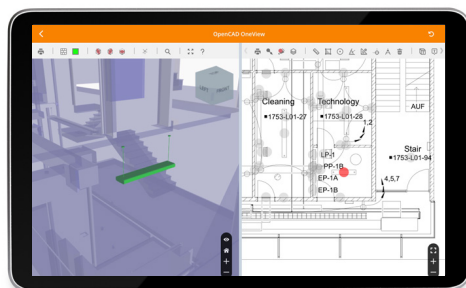 OpenCAD OneView
Cleaning
Technology
1753-L01-27
1753-L01-28
AUF
1,2
Stair
LP-1
1753-L01-94
PP-1B
EP-1A
EP-1B
4,5,7